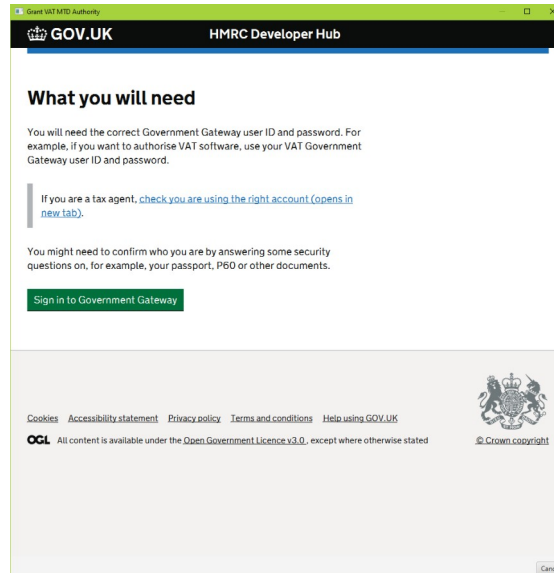 Grant VAT MTD Authority
GOV.UK HMRC Developer Hub
What you will need
You will need the correct Government Gateway user ID and password. For
example, if you want to authorise VAT software, use your VAT Government
Gateway user ID and password.
If you are a tax agent, check you are using the right account (opens in
new tab).
You might need to confirm who you are by answering some security
questions on, for example, your passport, P60 or other documents.
Sign in to Government Gateway
Cookies Accessibility statement Privacy policy Terms and conditions Help using GOV.UK
OGL All content is available under the Open Government Licence v3.0, except where otherwise stated
© Crown copyright